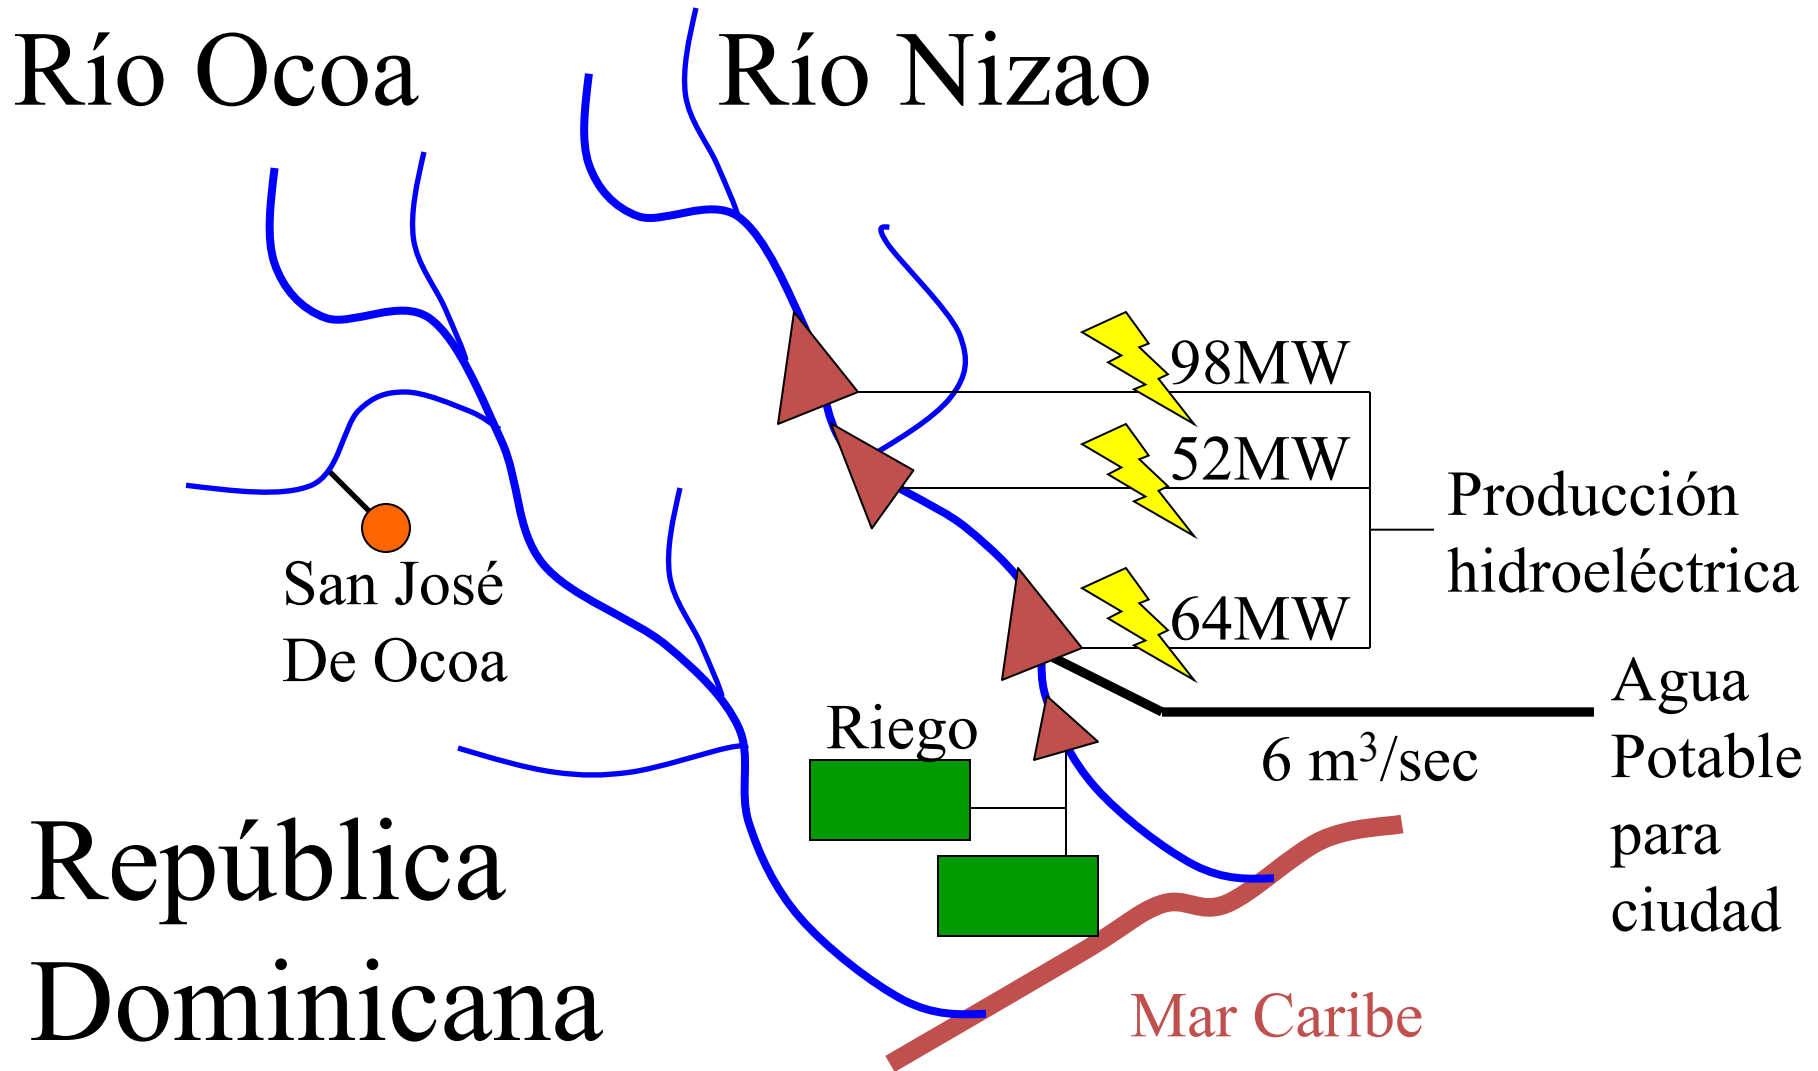 Río Ocoa
Río Nizao
98MW
52MW
Producción
hidroeléctrica
San José
De Ocoa
64MW
Agua
Potable
para
ciudad
6 m³/sec
Riego
República
Dominicana
Mar Caribe